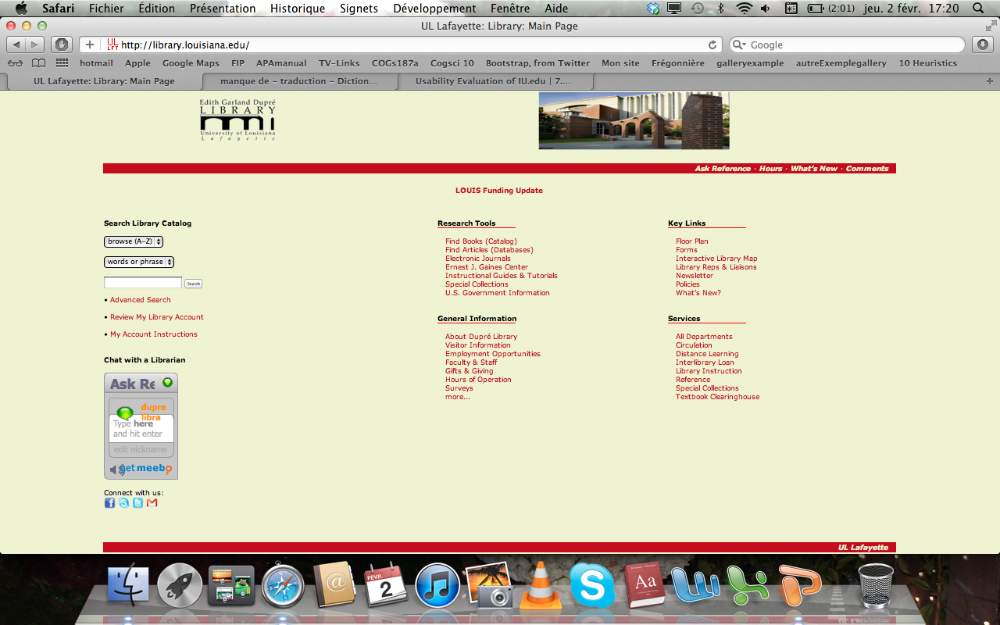 Safari Fichier Édition Présentation Historique Signets Développement Fenêtre Aide (2:01) jeu. 2 févr. 17:20
UL Lafayette: Library: Main Page
UL LFT http://library.louisiana.edu/ Google
hotmail Apple Google Maps FIP APAmanual TV-Links COGs187a Cogsci 10 Bootstrap, from Twitter Mon site Frégonnière galleryexample autreExemplegallery 10 Heuristics
UL Lafayette: Library: Main Page manque de - traduction - Diction... Usability Evaluation of IU.edu | 7....
Edith Garland Dupré
LIBRARY
University of Louisiana
Lafayette
Ask Reference · Hours · What's New · Comments
LOUIS Funding Update
Search Library Catalog
browse (A-Z)
words or phrase
Search
• Advanced Search
• Review My Library Account
• My Account Instructions
Chat with a Librarian
Ask Re
dupre
libra
Type here
and hit enter
edit nickname
get meebo
Connect with us:
Research Tools
Find Books (Catalog)
Find Articles (Databases)
Electronic Journals
Ernest J. Gaines Center
Instructional Guides & Tutorials
Special Collections
U.S. Government Information
General Information
About Dupré Library
Visitor Information
Employment Opportunities
Faculty & Staff
Gifts & Giving
Hours of Operation
Surveys
more...
Key Links
Floor Plan
Forms
Interactive Library Map
Library Reps & Liaisons
Newsletter
Policies
What's New?
Services
All Departments
Circulation
Distance Learning
Interlibrary Loan
Library Instruction
Reference
Special Collections
Textbook Clearinghouse
UL Lafayette
FÉVR.
2
Aa